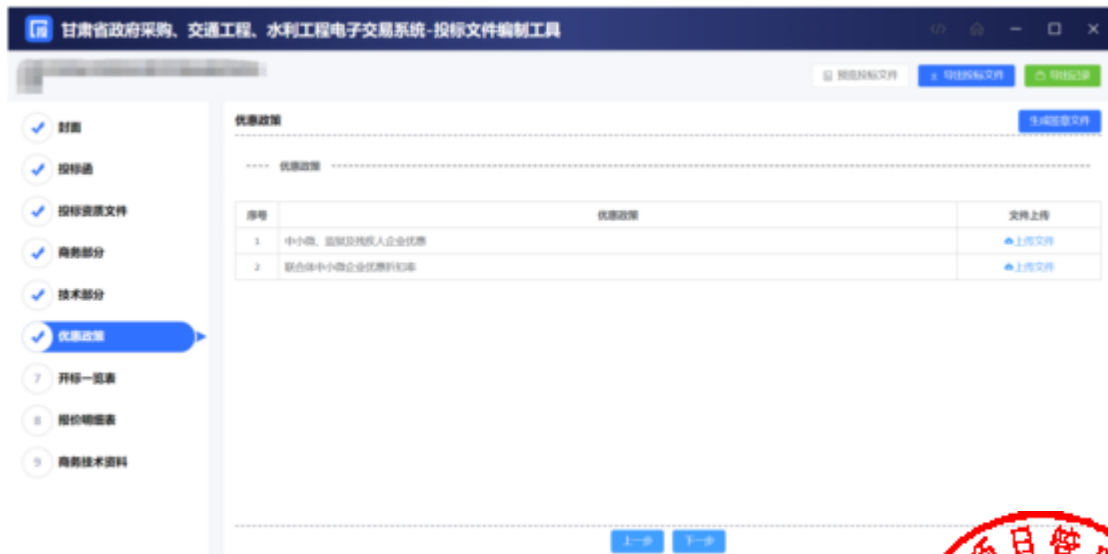 甘肃省政府采购、交通工程、水利工程电子交易系统-投标文件编制工具
预览投标文件
导出投标文件
导出记录
封面
投标函
投标资质文件
商务部分
技术部分
优惠政策
7 开标一览表
8 报价明细表
9 商务技术资料
优惠政策
生成签章文件
优惠政策
序号 优惠政策 文件上传
1 中小微、监狱及残疾人企业优惠 上传文件
2 联合体中小微企业优惠折扣率 上传文件
上一步 下一步